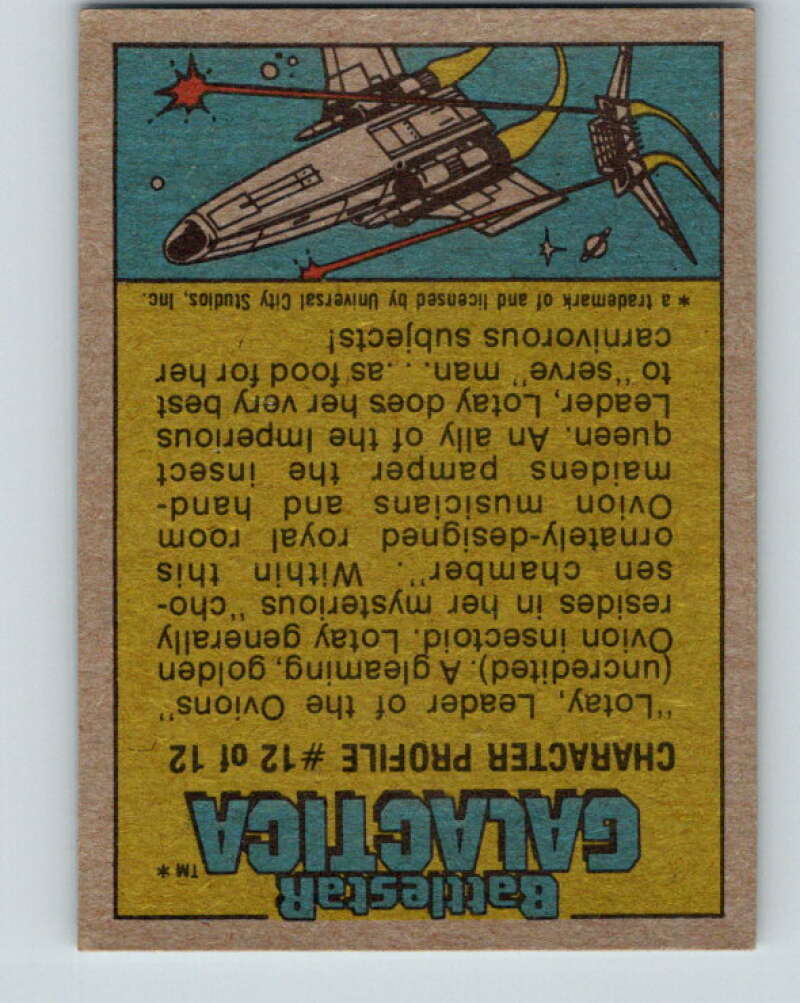 Battlestar
GALACTICA™*
CHARACTER PROFILE #12 of 12
"Lotay, Leader of the Ovions"
(uncredited). A gleaming, golden
Ovion insectoid. Lotay generally
resides in her mysterious "cho-
sen chamber". Within this
ornately-designed royal room
Ovion musicians and hand-
maidens pamper the insect
queen. An ally of the Imperious
Leader, Lotay does her very best
to "serve" man. . .as food for her
carnivorous subjects!
* a trademark of and licensed by Universal City Studios, Inc.